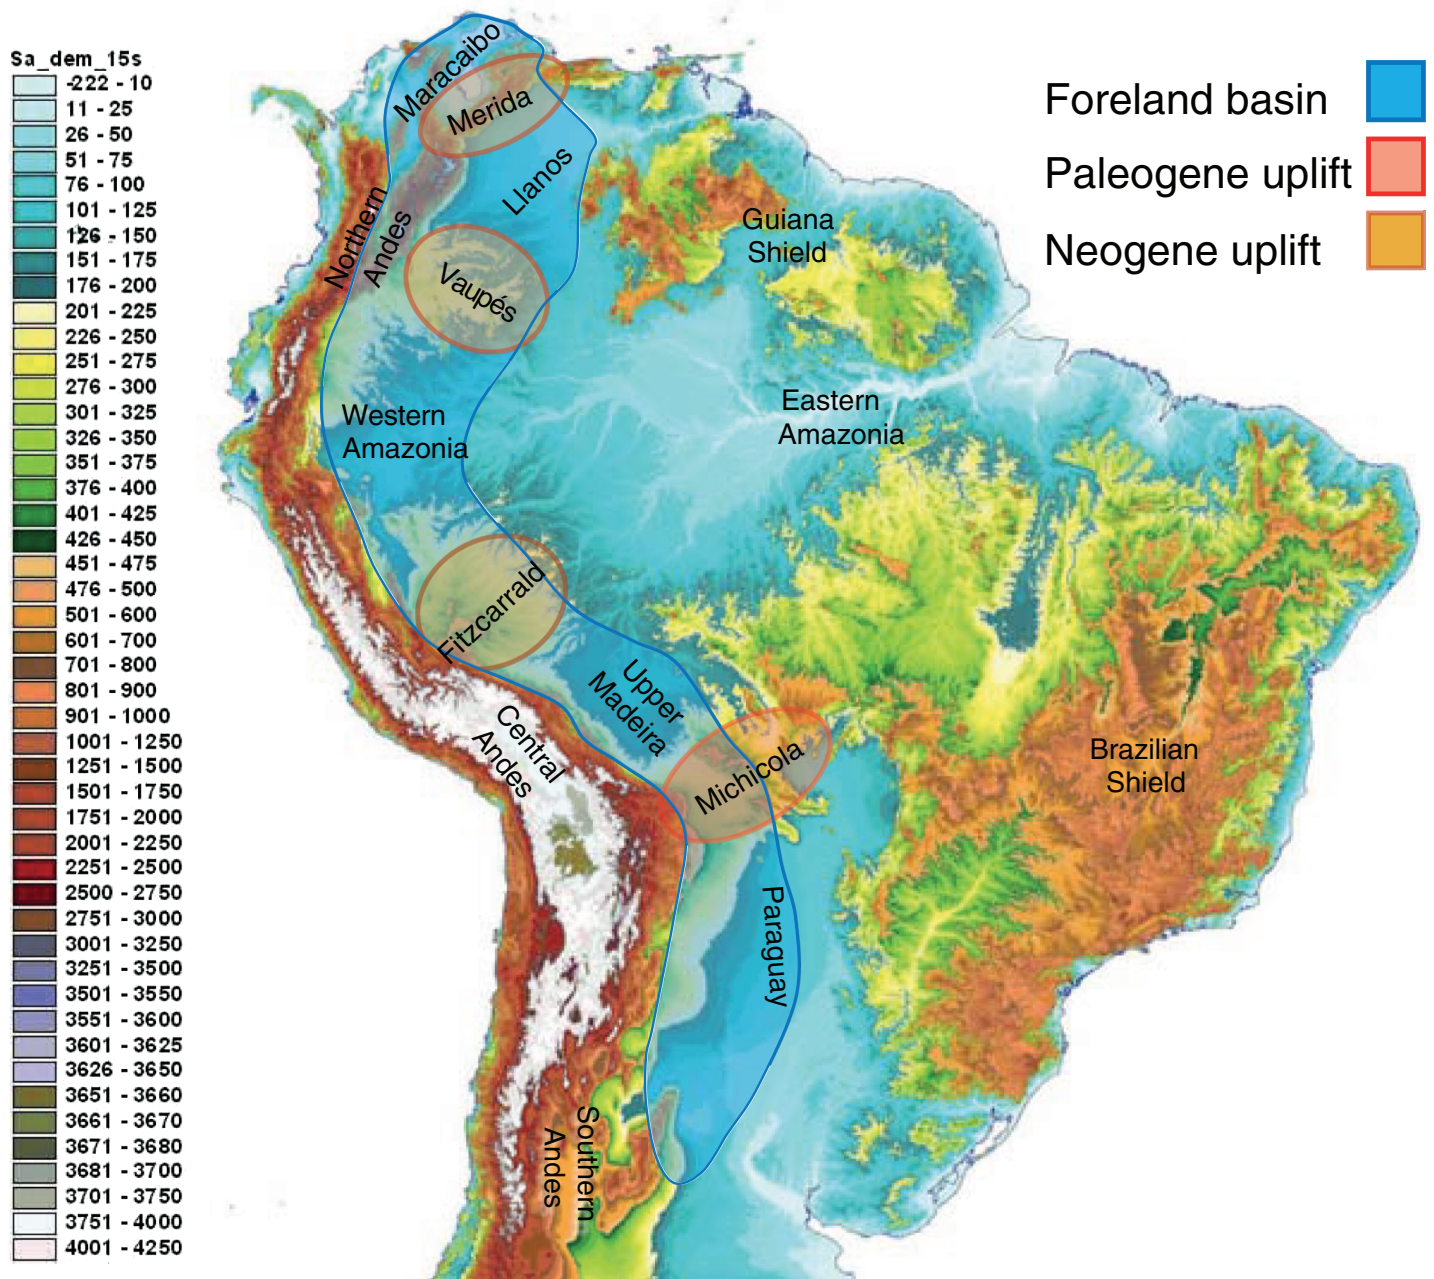 Sa_dem_15s
-222 - 10
11 - 25
26 - 50
51 - 75
76 - 100
101 - 125
126 - 150
151 - 175
176 - 200
201 - 225
226 - 250
251 - 275
276 - 300
301 - 325
326 - 350
351 - 375
376 - 400
401 - 425
426 - 450
451 - 475
476 - 500
501 - 600
601 - 700
701 - 800
801 - 900
901 - 1000
1001 - 1250
1251 - 1500
1501 - 1750
1751 - 2000
2001 - 2250
2251 - 2500
2500 - 2750
2751 - 3000
3001 - 3250
3251 - 3500
3501 - 3550
3551 - 3600
3601 - 3625
3626 - 3650
3651 - 3660
3661 - 3670
3671 - 3680
3681 - 3700
3701 - 3750
3751 - 4000
4001 - 4250
Foreland basin
Paleogene uplift
Neogene uplift
Maracaibo
Merida
Llanos
Northern
Andes
Vaupés
Guiana
Shield
Western
Amazonia
Eastern
Amazonia
Fitzcarrald
Upper
Madeira
Central
Andes
Michicola
Brazilian
Shield
Paraguay
Southern
Andes